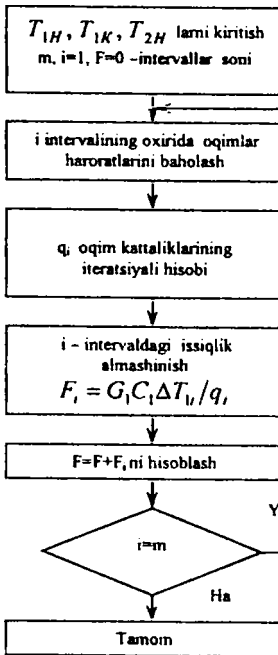 T₁H, T₁K, T₂H larni kiritish
m, i=1, F=0 –intervallar soni
i intervalining oxirida oqimlar
haroratlarini baholash
qᵢ oqim kattaliklarining
iteratsiyali hisobi
i – intervaldagi issiqlik
almashinish
Fᵢ = G₁C₁ΔT₁ᵢ/qᵢ
F=F+Fᵢ ni hisoblash
i=m
Y
Ha
Tamom